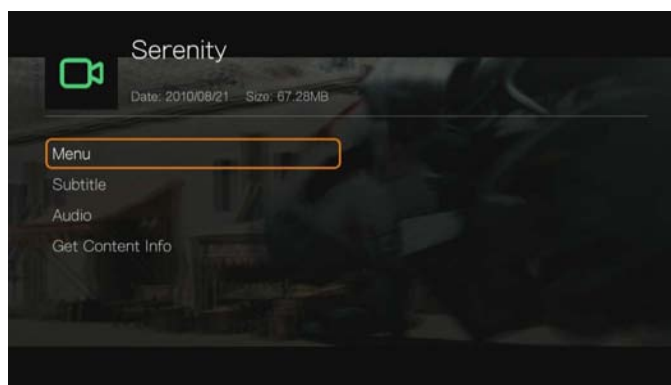 Serenity
Date: 2010/08/21 Size: 67.28MB
Menu
Subtitle
Audio
Get Content Info